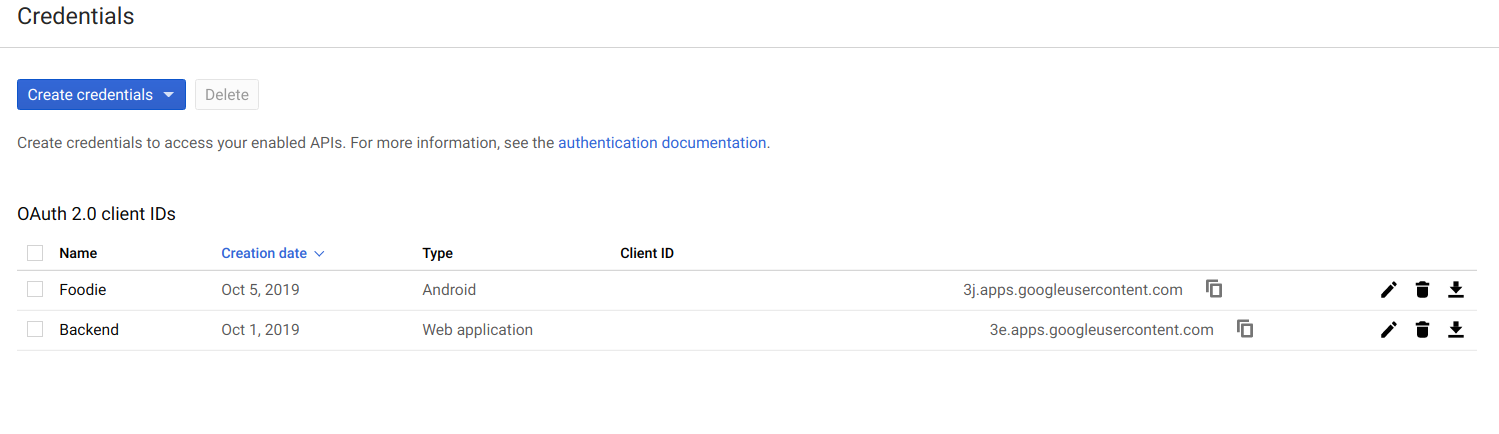 Credentials
Create credentials Delete
Create credentials to access your enabled APIs. For more information, see the authentication documentation.
OAuth 2.0 client IDs
Name Creation date Type Client ID
Foodie Oct 5, 2019 Android 3j.apps.googleusercontent.com
Backend Oct 1, 2019 Web application 3e.apps.googleusercontent.com